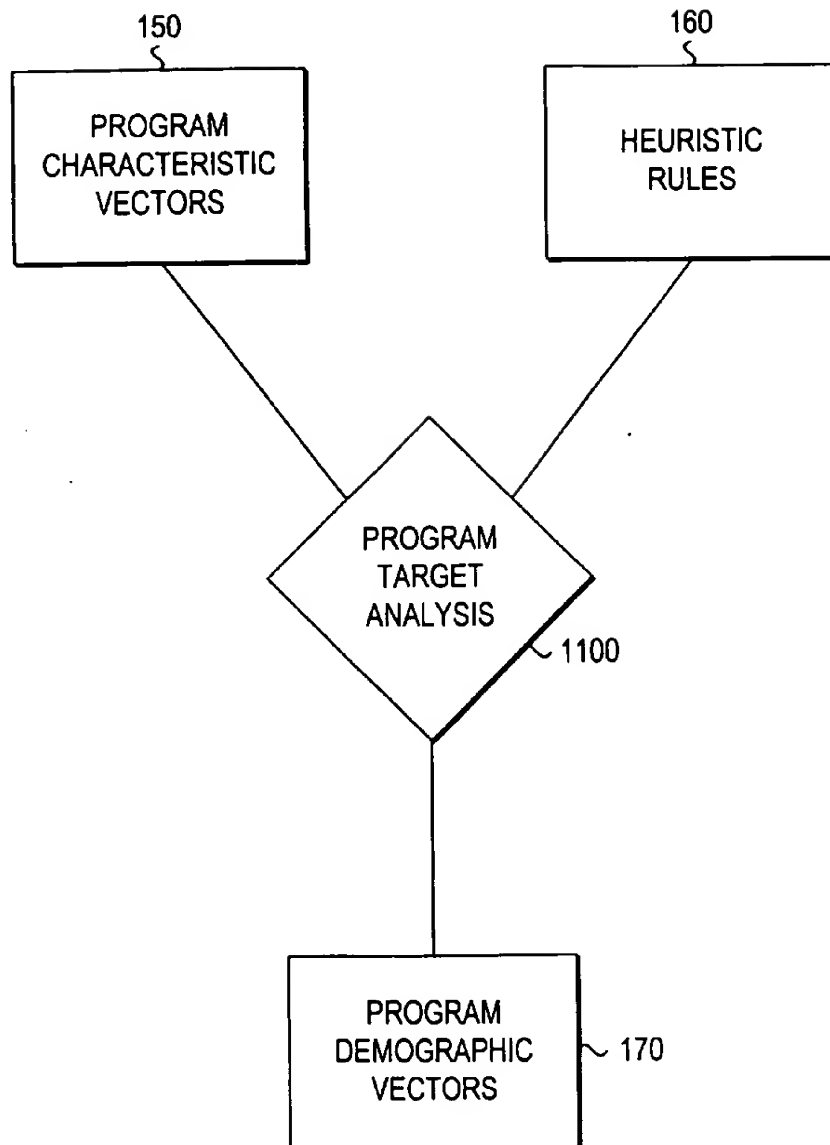 150
160
PROGRAM
CHARACTERISTIC
VECTORS
HEURISTIC
RULES
PROGRAM
TARGET
ANALYSIS
1100
PROGRAM
DEMOGRAPHIC
VECTORS
170